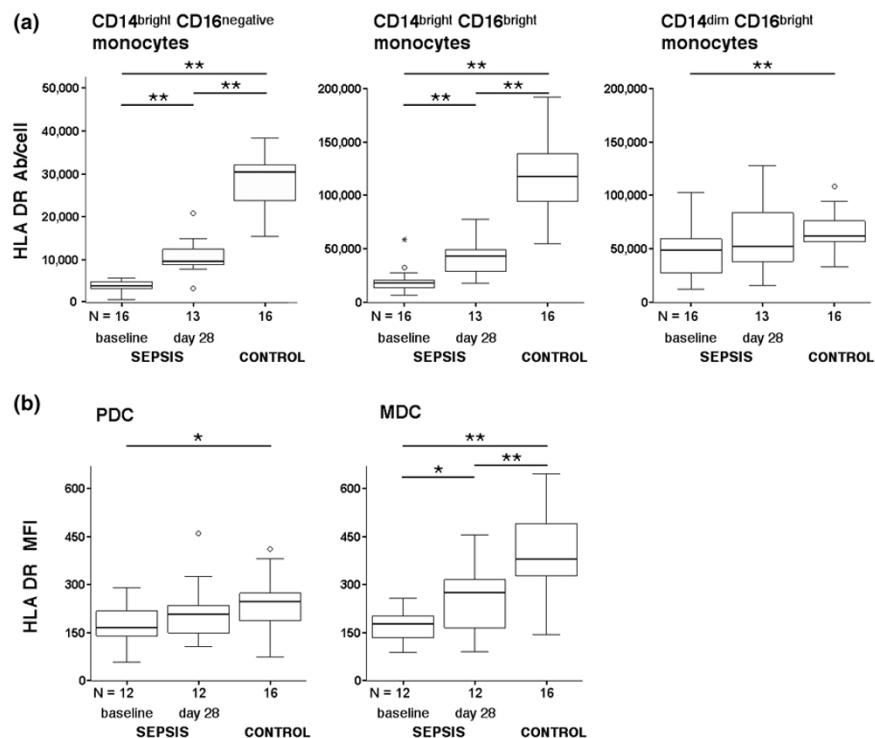 (a)
CD14bright CD16negative
monocytes
CD14bright CD16bright
monocytes
CD14dim CD16bright
monocytes
HLA DR Ab/cell
50,000
40,000
30,000
20,000
10,000
0
**
**
**
N = 16 13 16
baseline day 28
SEPSIS CONTROL
200,000
150,000
100,000
50,000
0
**
**
**
*
N = 16 13 16
baseline day 28
SEPSIS CONTROL
200,000
150,000
100,000
50,000
0
**
N = 16 13 16
baseline day 28
SEPSIS CONTROL
(b)
PDC
HLA DR MFI
600
450
300
150
0
*
N = 12 12 16
baseline day 28
SEPSIS CONTROL
MDC
600
450
300
150
0
**
*
**
N = 12 12 16
baseline day 28
SEPSIS CONTROL